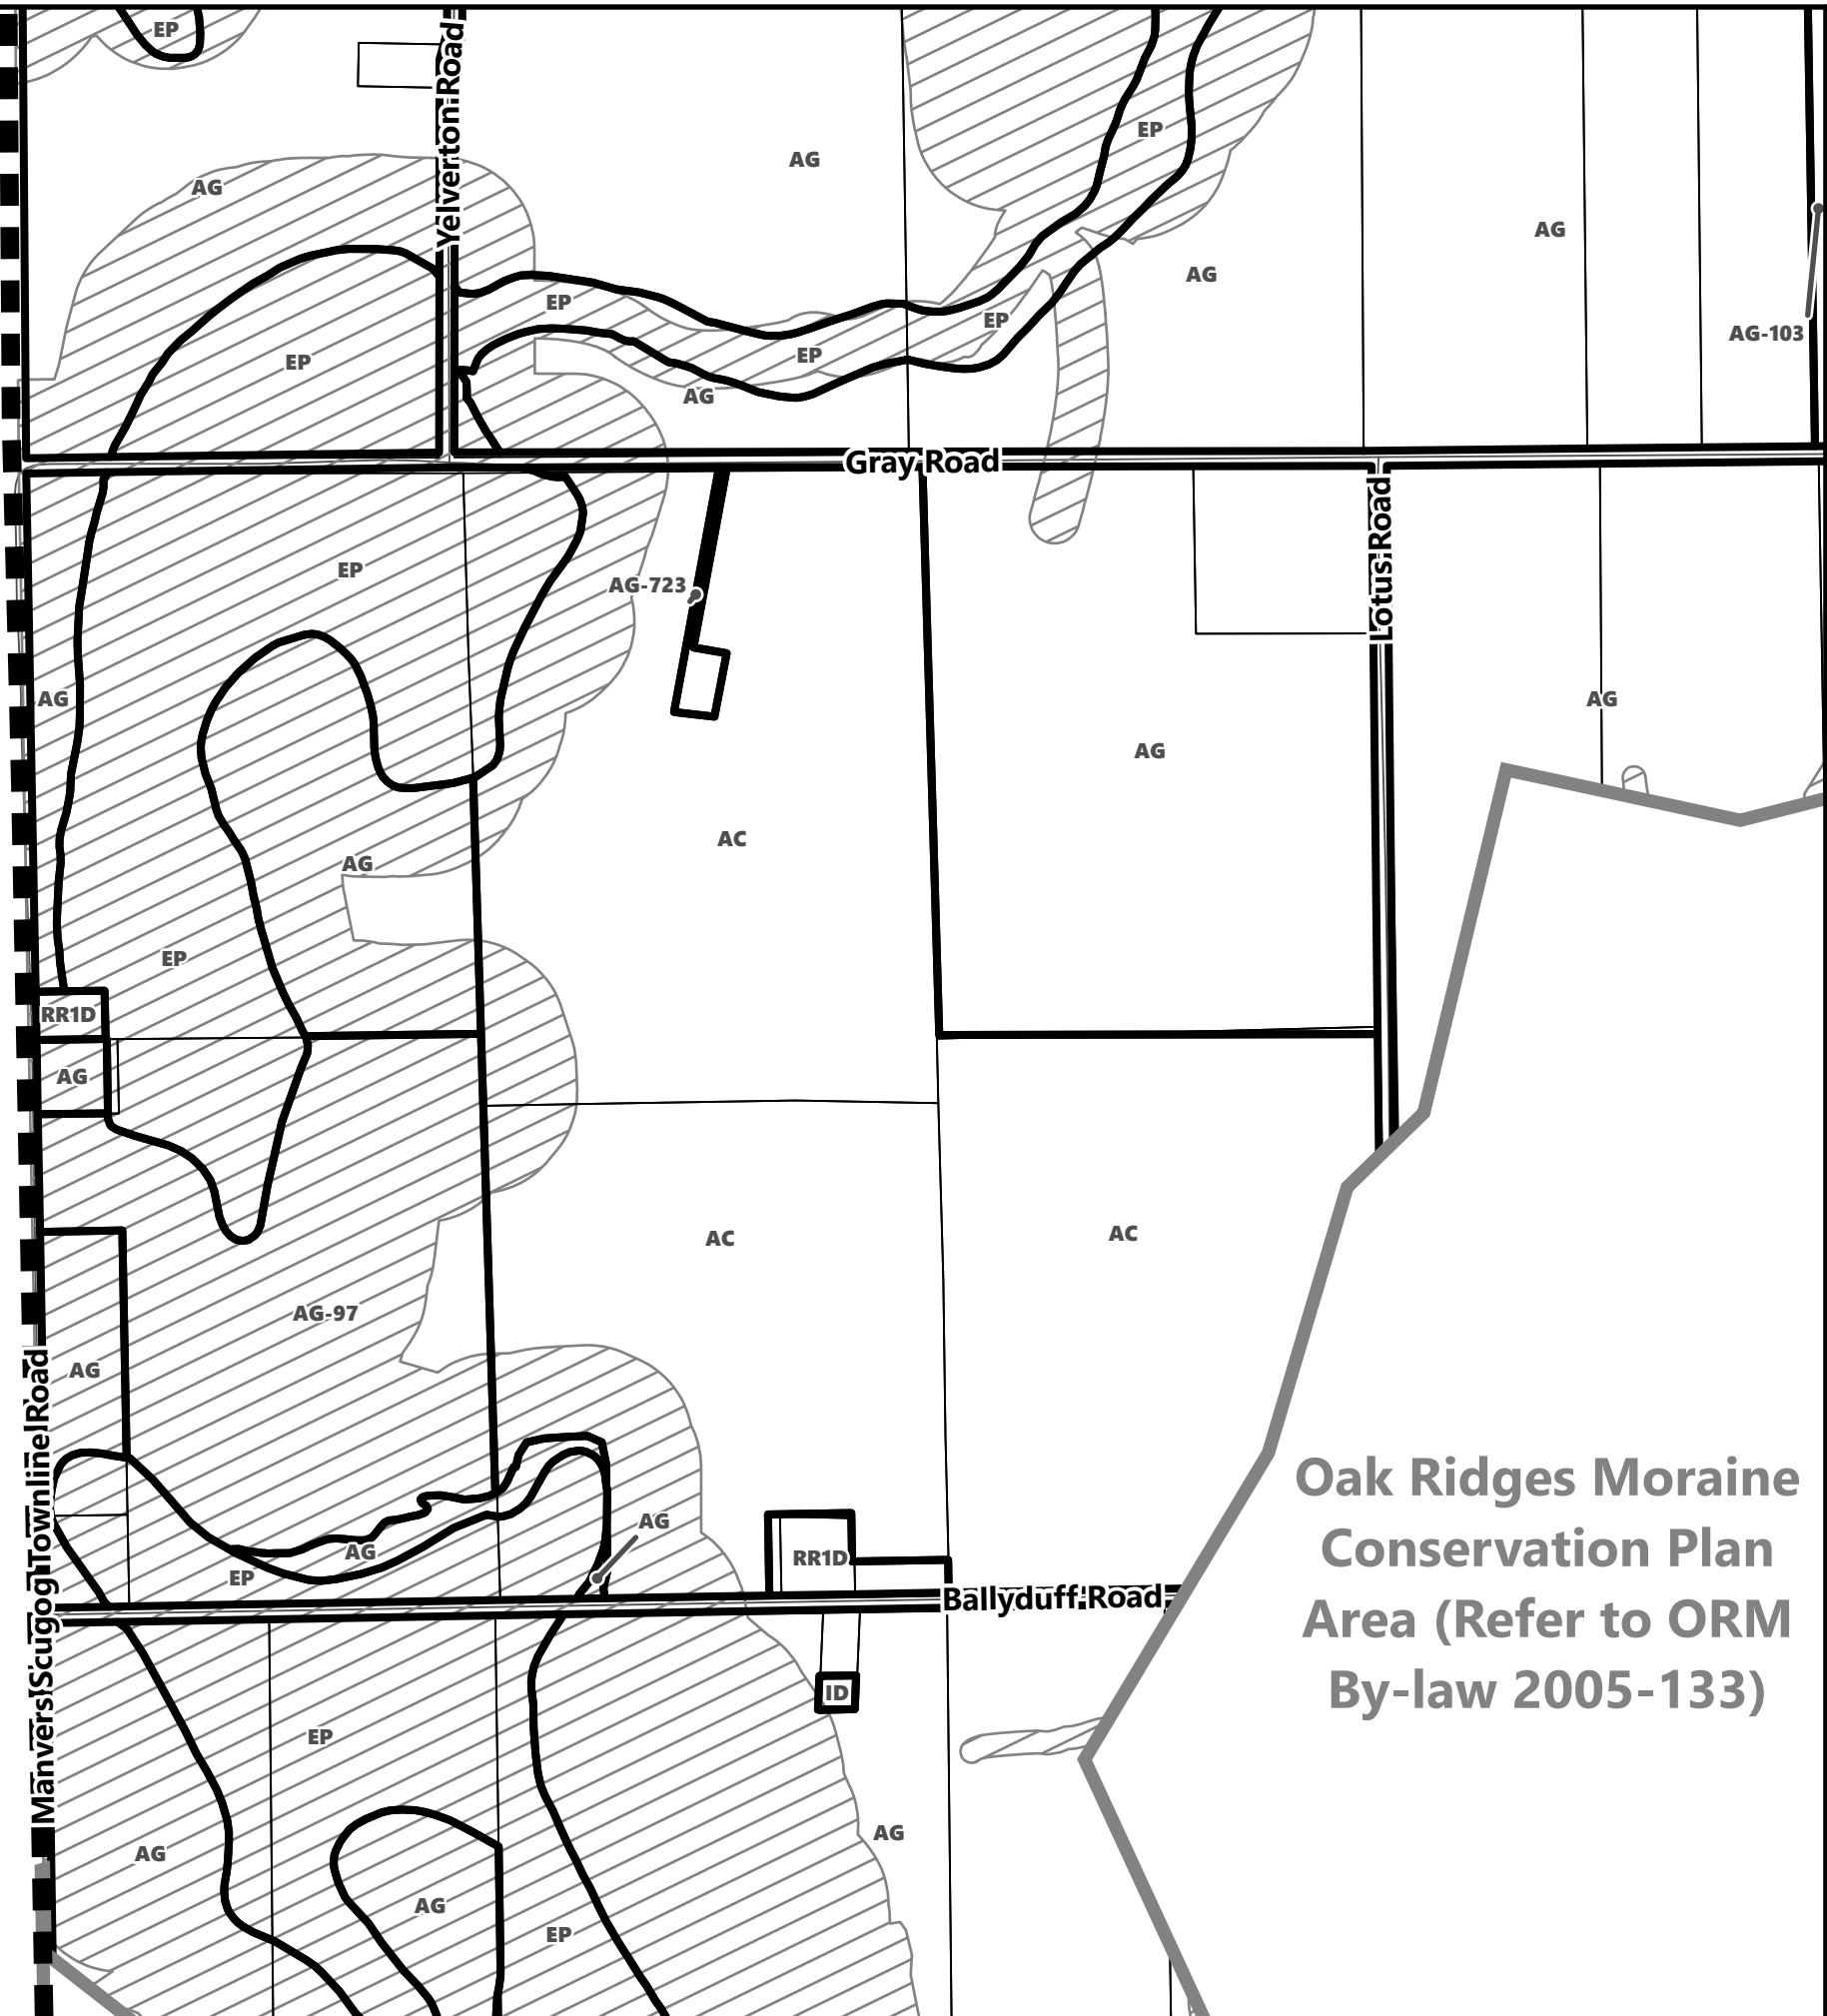 EP
Yelverton Road
AG
EP
AG
AG
AG
EP
EP
EP
EP
AG-103
AG
Gray Road
Lotus Road
EP
AG-723
AG
AG
AG
AC
AG
EP
RR1D
AG
AC
AC
AG-97
AG
Manvers Scugog Townline Road
Oak Ridges Moraine
Conservation Plan
Area (Refer to ORM
By-law 2005-133)
AG
AG
RR1D
EP
Ballyduff Road
ID
EP
AG
AG
AG
EP